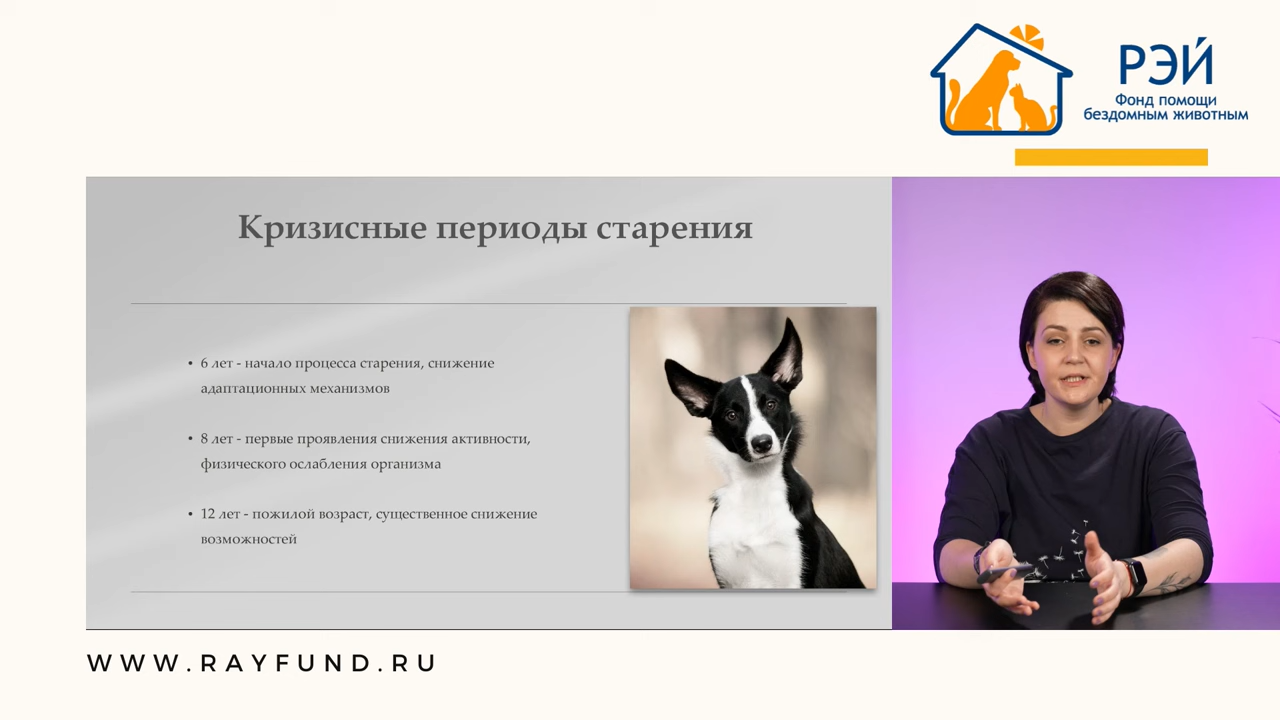 РЭЙ
Фонд помощи
бездомным животным
Кризисные периоды старения
• 6 лет - начало процесса старения, снижение
адаптационных механизмов
• 8 лет - первые проявления снижения активности,
физического ослабления организма
• 12 лет - пожилой возраст, существенное снижение
возможностей
WWW.RAYFUND.RU